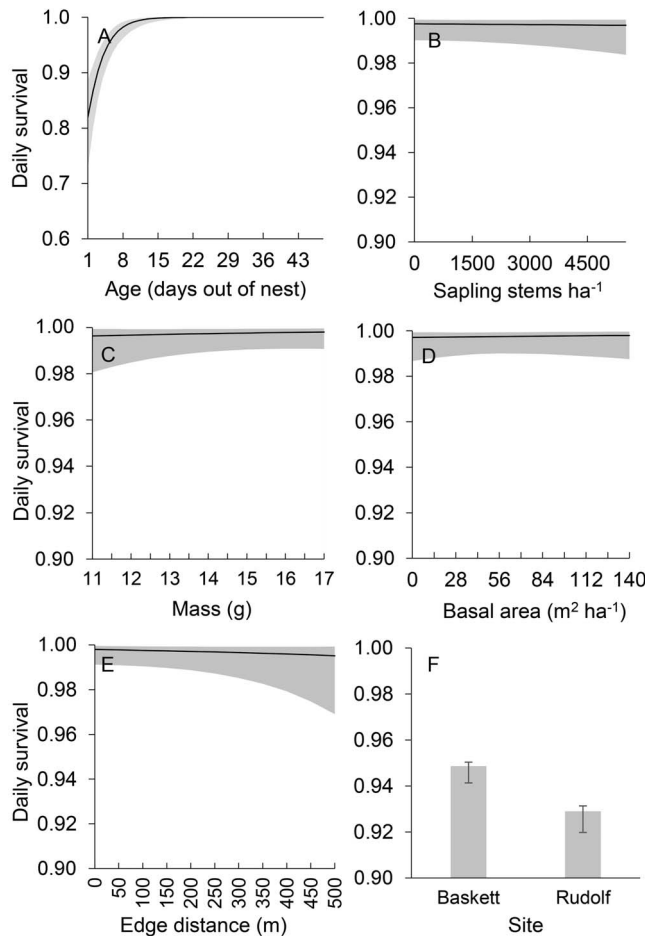 A
Daily survival
1.0
0.9
0.8
0.7
0.6
1 8 15 22 29 36 43
Age (days out of nest)
B
1.00
0.98
0.96
0.94
0.92
0.90
0 1500 3000 4500
Sapling stems ha⁻¹
C
Daily survival
1.00
0.98
0.96
0.94
0.92
0.90
11 12 13 14 15 16 17
Mass (g)
D
1.00
0.98
0.96
0.94
0.92
0.90
0 28 56 84 112 140
Basal area (m² ha⁻¹)
E
Daily survival
1.00
0.98
0.96
0.94
0.92
0.90
0 50 100 150 200 250 300 350 400 450 500
Edge distance (m)
F
1.00
0.98
0.96
0.94
0.92
0.90
Baskett Rudolf
Site